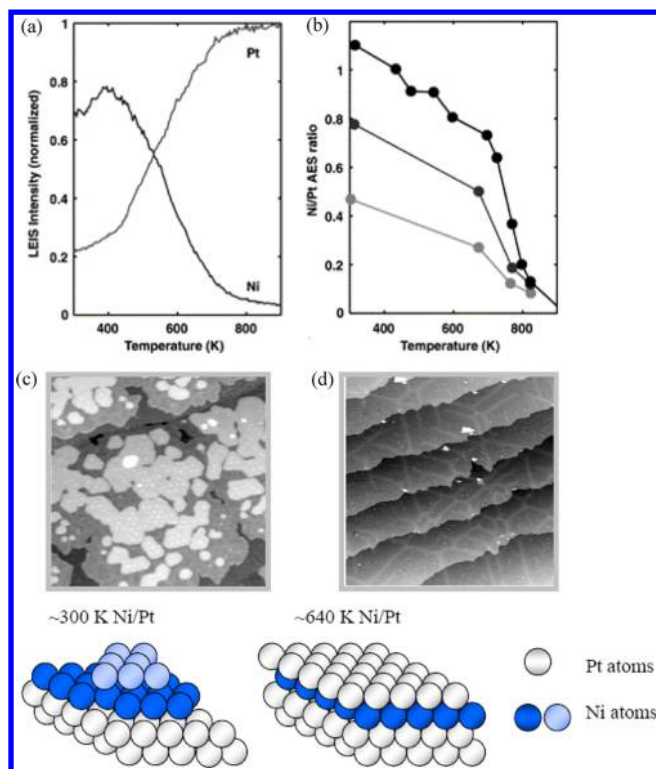 (a)
(b)
LEIS Intensity (normalized)
1
0.8
0.6
0.4
0.2
0
Pt
Ni
400
600
800
Temperature (K)
Ni/Pt AES ratio
1
0.8
0.6
0.4
0.2
0
400
600
800
Temperature (K)
(c)
(d)
~300 K Ni/Pt
~640 K Ni/Pt
Pt atoms
Ni atoms